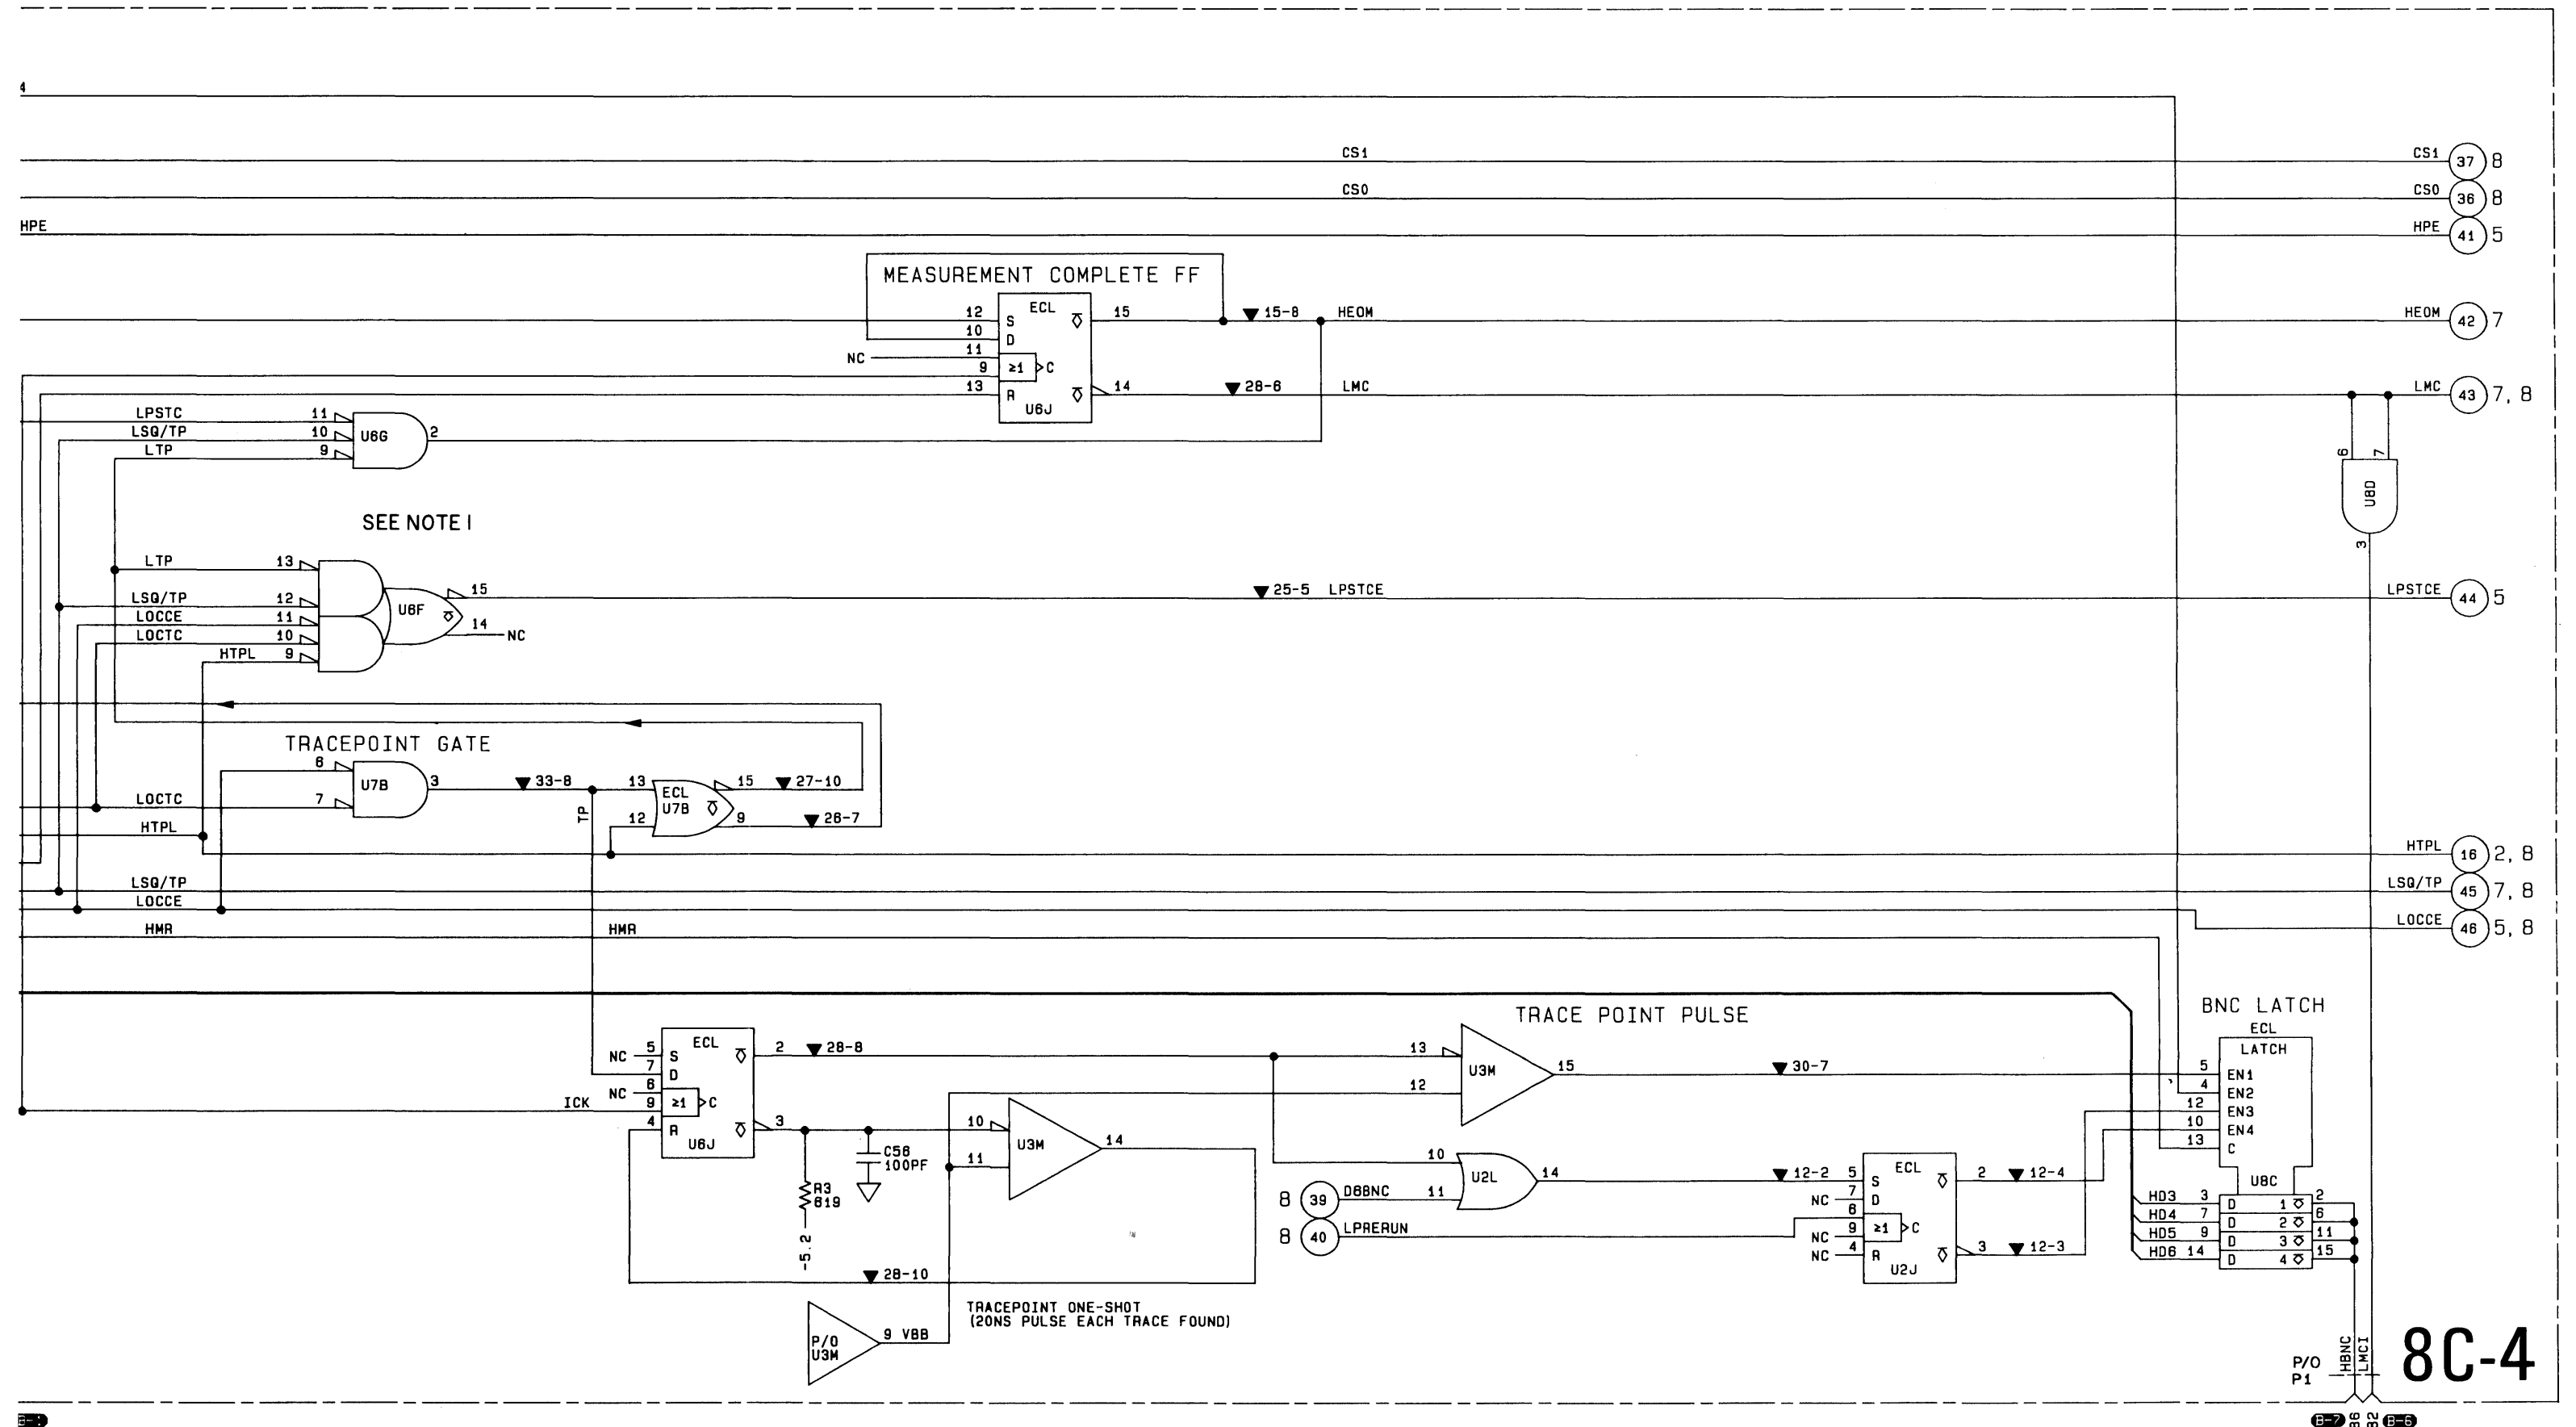 4
CS1 CS1 37 8
CS0 CS0 36 8
HPE HPE 41 5
MEASUREMENT COMPLETE FF
ECL
12 S 15 15-8 HEOM HEOM 42 7
10 D
NC 11
9 ≥1 C
13 R 14 28-6 LMC LMC 43 7, 8
U6J
LPSTC 11
LSQ/TP 10 U6G 2
LTP 9
6 7
U8D
3
SEE NOTE 1
LTP 13
15 25-5 LPSTCE LPSTCE 44 5
LSQ/TP 12 U6F
LOCCE 11
LOCTC 10 14 NC
HTPL 9
TRACEPOINT GATE
6
U7B 3 33-8 13 ECL 15 27-10
LOCTC 7 TP U7B
HTPL 12 9 26-7
HTPL 16 2, 8
LSQ/TP LSQ/TP 45 7, 8
LOCCE LOCCE 46 5, 8
HMR HMR
TRACE POINT PULSE
BNC LATCH
ECL
LATCH
ECL
NC 5 S 2 28-8 13 U3M 15 30-7 5 EN1
7 D
NC 6 12 4 EN2
ICK 9 ≥1 C 12 EN3
4 R 3 10 U3M 14 10 EN4
U6J 13 C
C56
100PF
11
R3
619
-5.2
28-10
10 U2L 14 12-2 5 S ECL 2 12-4
8 39 D8BNC 11 NC 7 D
8 40 LPRERUN 6
NC 9 ≥1 C
NC 4 R 3 12-3
U2J
U8C
HD3 3 D 1 2
HD4 7 D 2 6
HD5 9 D 3 11
HD6 14 D 4 15
TRACEPOINT ONE-SHOT
(20NS PULSE EACH TRACE FOUND)
P/O
U3M
9 VBB
HBNC
LMCI
P/O
P1
8C-4
B-7
B-6